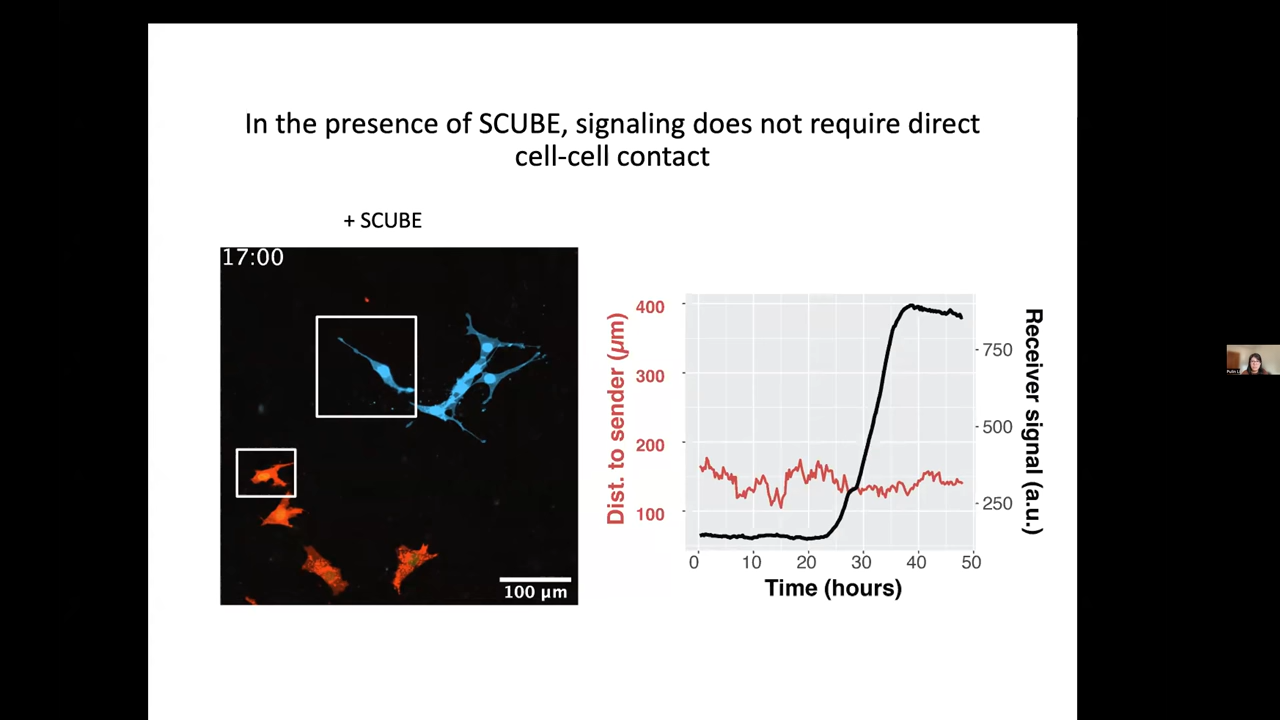 In the presence of SCUBE, signaling does not require direct
cell-cell contact
+ SCUBE
17:00
100 µm
Dist. to sender (µm)
400
300
200
100
750
500
250
Receiver signal (a.u.)
0 10 20 30 40 50
Time (hours)